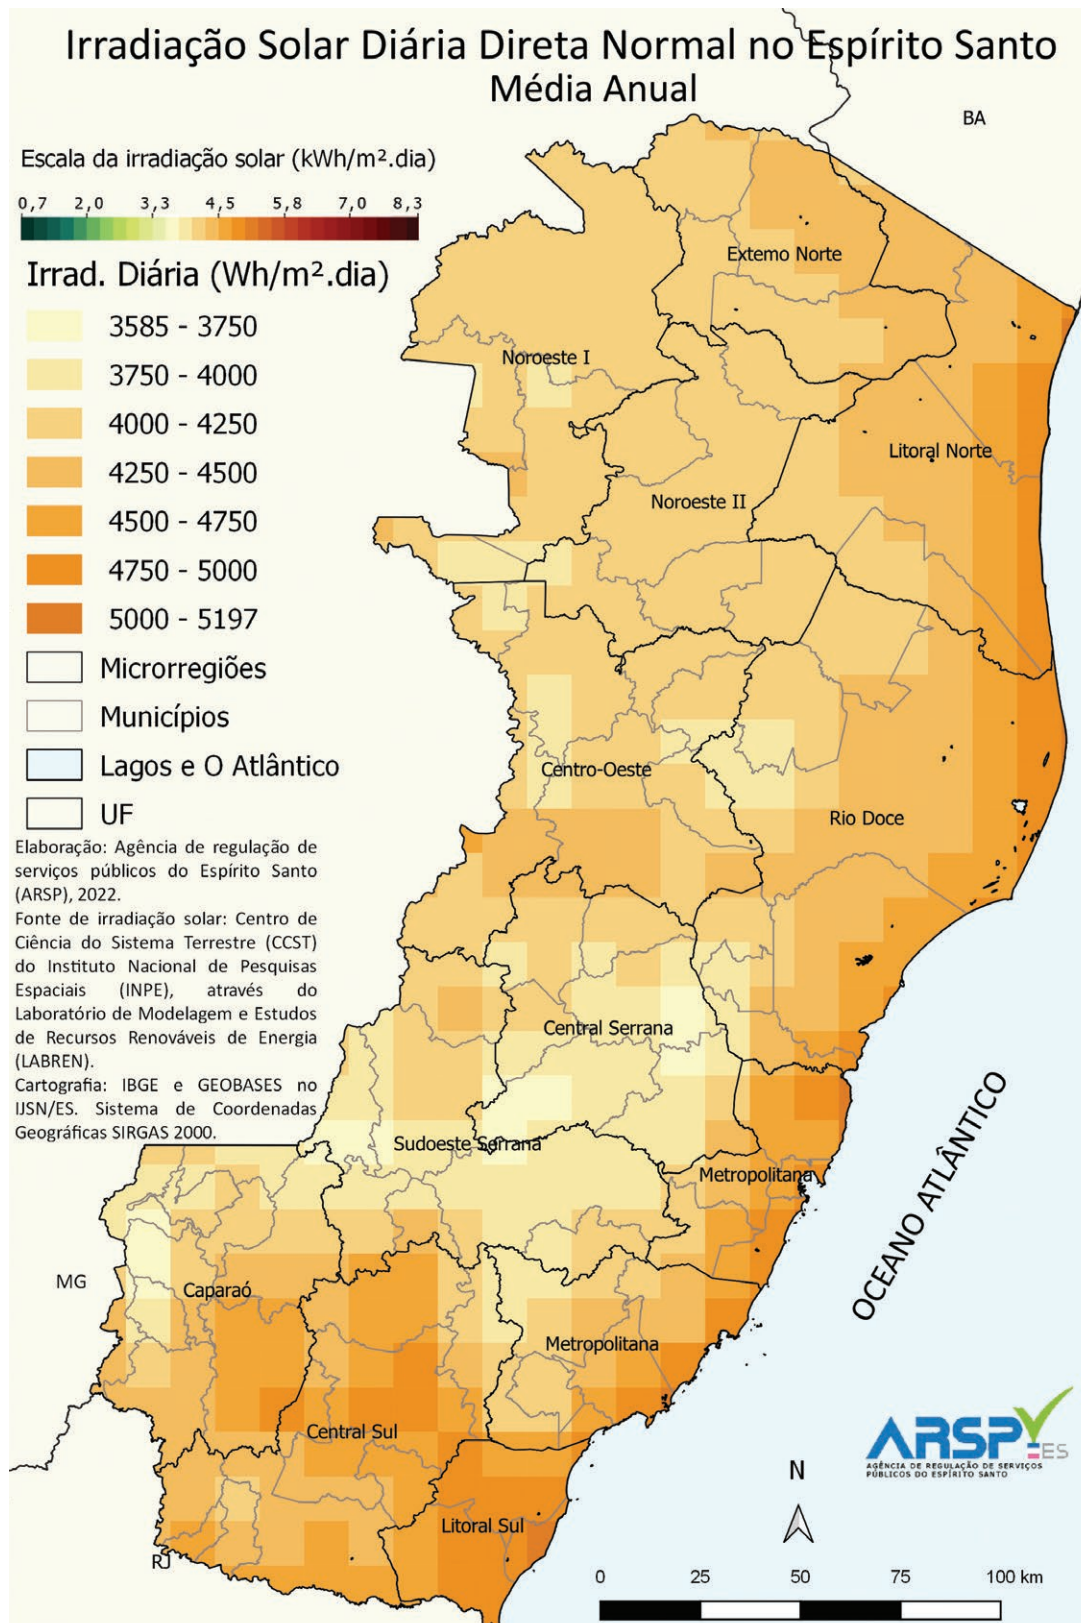 Irradiação Solar Diária Direta Normal no Espírito Santo
Média Anual
BA
Escala da irradiação solar (kWh/m².dia)
0,7 2,0 3,3 4,5 5,8 7,0 8,3
Irrad. Diária (Wh/m².dia)
3585 - 3750
3750 - 4000
4000 - 4250
4250 - 4500
4500 - 4750
4750 - 5000
5000 - 5197
Microrregiões
Municípios
Lagos e O Atlântico
UF
Elaboração: Agência de regulação de
serviços públicos do Espírito Santo
(ARSP), 2022.
Fonte de irradiação solar: Centro de
Ciência do Sistema Terrestre (CCST)
do Instituto Nacional de Pesquisas
Espaciais (INPE), através do
Laboratório de Modelagem e Estudos
de Recursos Renováveis de Energia
(LABREN).
Cartografia: IBGE e GEOBASES no
IJSN/ES. Sistema de Coordenadas
Geográficas SIRGAS 2000.
Extemo Norte
Noroeste I
Litoral Norte
Noroeste II
Centro-Oeste
Rio Doce
Central Serrana
Sudoeste Serrana
Metropolitana
MG
Caparaó
Metropolitana
Central Sul
Litoral Sul
RJ
OCEANO ATLÂNTICO
ARSP
ES
AGÊNCIA DE REGULAÇÃO DE SERVIÇOS
PÚBLICOS DO ESPÍRITO SANTO
N
0 25 50 75 100 km